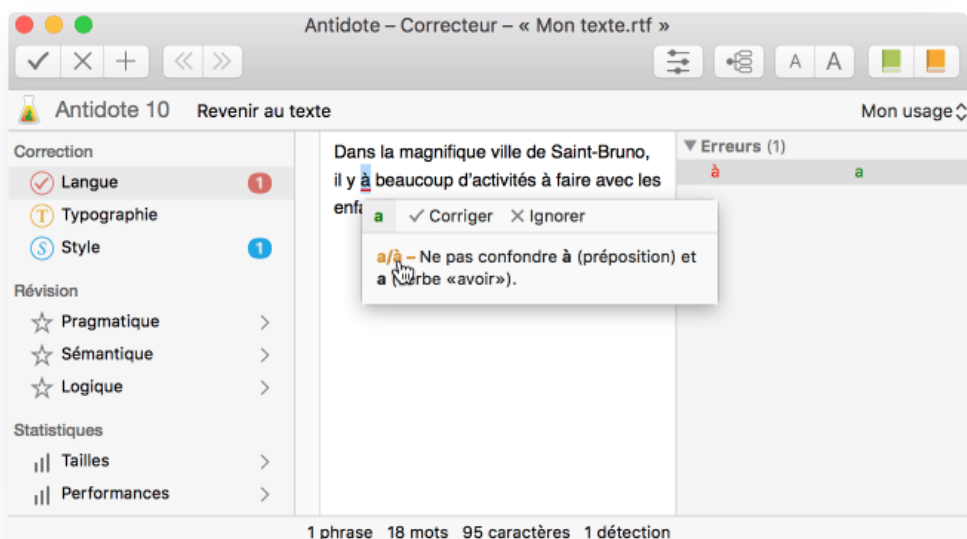 Antidote – Correcteur – « Mon texte.rtf »
A A
Antidote 10 Revenir au texte Mon usage
Correction
Langue 1
Typographie
Style 1
Révision
Pragmatique
Sémantique
Logique
Statistiques
Tailles
Performances
Dans la magnifique ville de Saint-Bruno,
il y à beaucoup d'activités à faire avec les
enfa
a Corriger Ignorer
a/à – Ne pas confondre à (préposition) et
a («avoir»).
Erreurs (1)
à a
1 phrase 18 mots 95 caractères 1 détection